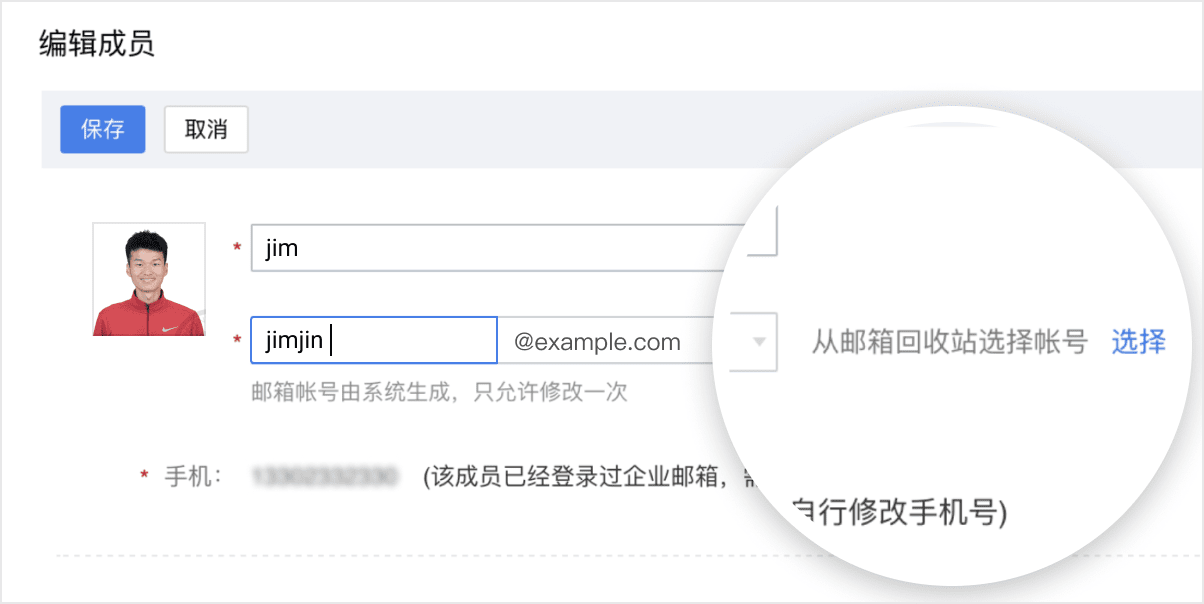 编辑成员
保存 取消
* jim
* jimjin @example.com 从邮箱回收站选择帐号 选择
邮箱帐号由系统生成，只允许修改一次
* 手机： (该成员已经登录过企业邮箱，
自行修改手机号)